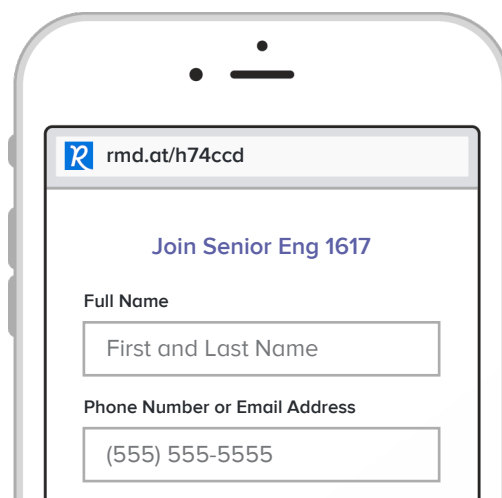 rmd.at/h74ccd
Join Senior Eng 1617
Full Name
First and Last Name
Phone Number or Email Address
(555) 555-5555